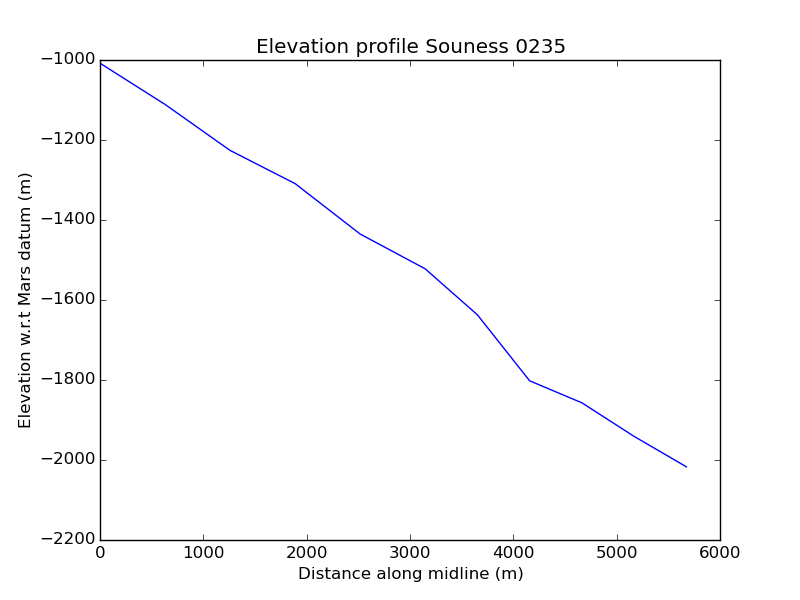 Elevation profile Souness 0235
Elevation w.r.t Mars datum (m)
−1000
−1200
−1400
−1600
−1800
−2000
−2200
0 1000 2000 3000 4000 5000 6000
Distance along midline (m)